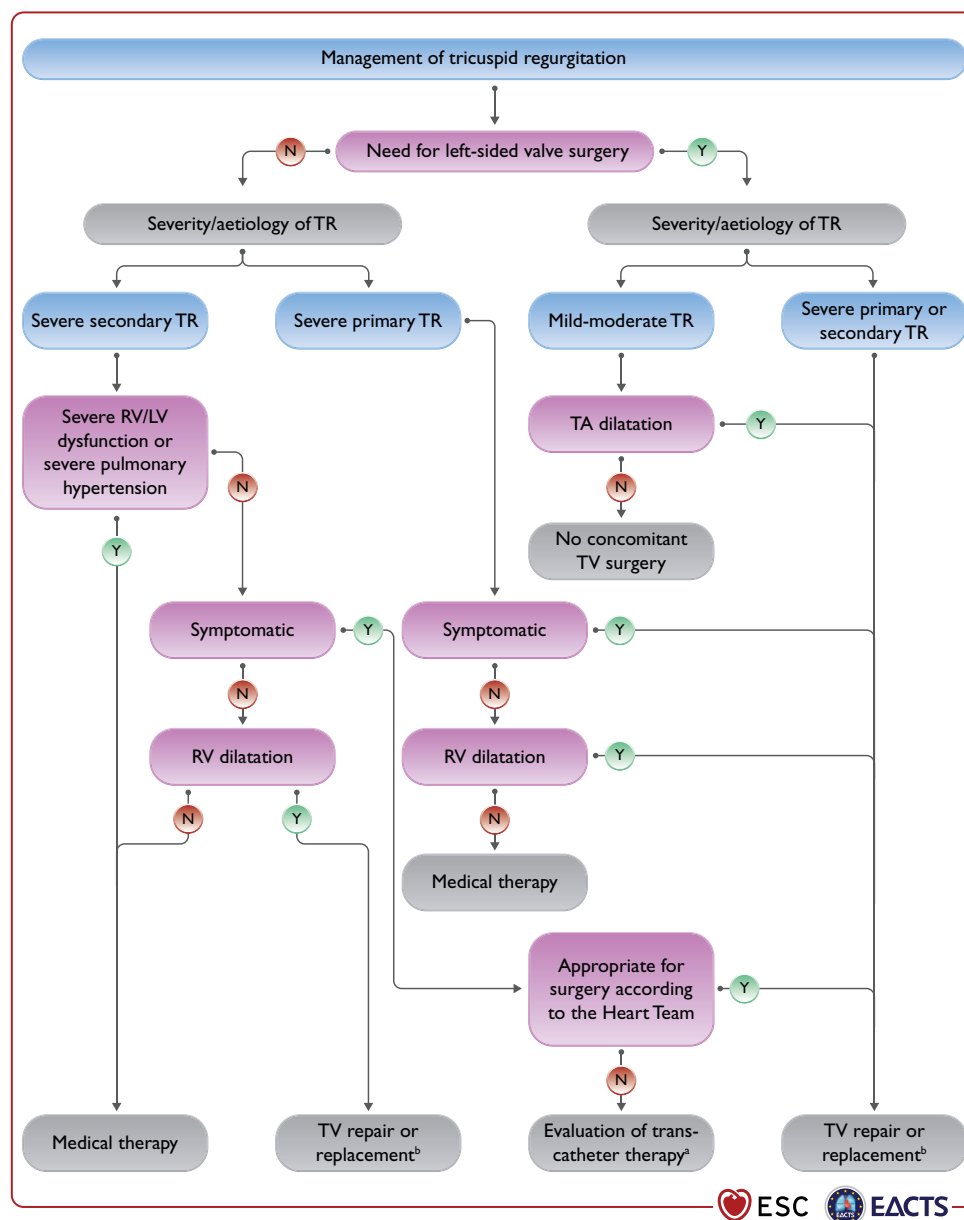 Management of tricuspid regurgitation
N
Need for left-sided valve surgery
Y
Severity/aetiology of TR
Severity/aetiology of TR
Severe secondary TR
Severe primary TR
Mild-moderate TR
Severe primary or
secondary TR
Severe RV/LV
dysfunction or
severe pulmonary
hypertension
TA dilatation
Y
N
N
No concomitant
TV surgery
Y
Symptomatic
Y
Symptomatic
Y
N
N
RV dilatation
RV dilatation
Y
N
Y
N
Medical therapy
Appropriate for
surgery according
to the Heart Team
Y
N
Medical therapy
TV repair or
replacementᵇ
Evaluation of trans-
catheter therapyᵃ
TV repair or
replacementᵇ
ESC
EACTS
EΔCTS